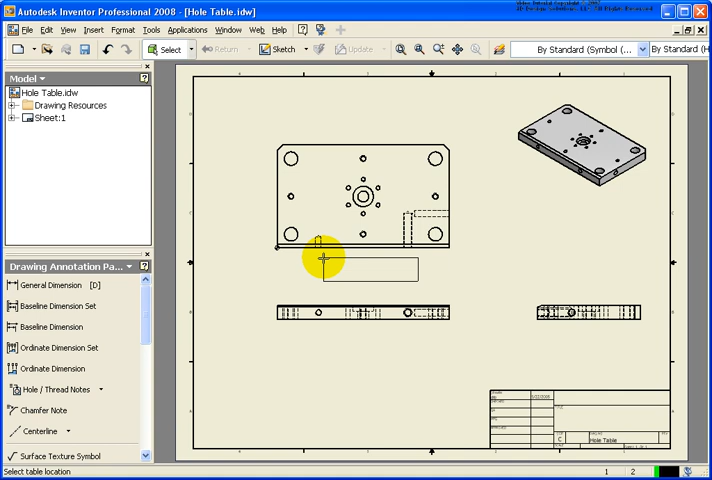 Autodesk Inventor Professional 2008 - [Hole Table.idw]
File Edit View Insert Format Tools Autodesk Window Web Help
Select Return Sketch Update By Standard (Symbol (... By Standard (Hole Table
Model
Hole Table.idw
Drawing Resources
Sheet:1
Drawing Annotation Pa...
General Dimension [D]
Baseline Dimension Set
Baseline Dimension
Ordinate Dimension Set
Ordinate Dimension
Hole / Thread Notes
Chamfer Note
Centerline
Surface Texture Symbol
C
Hole Table
Select table location
1 2